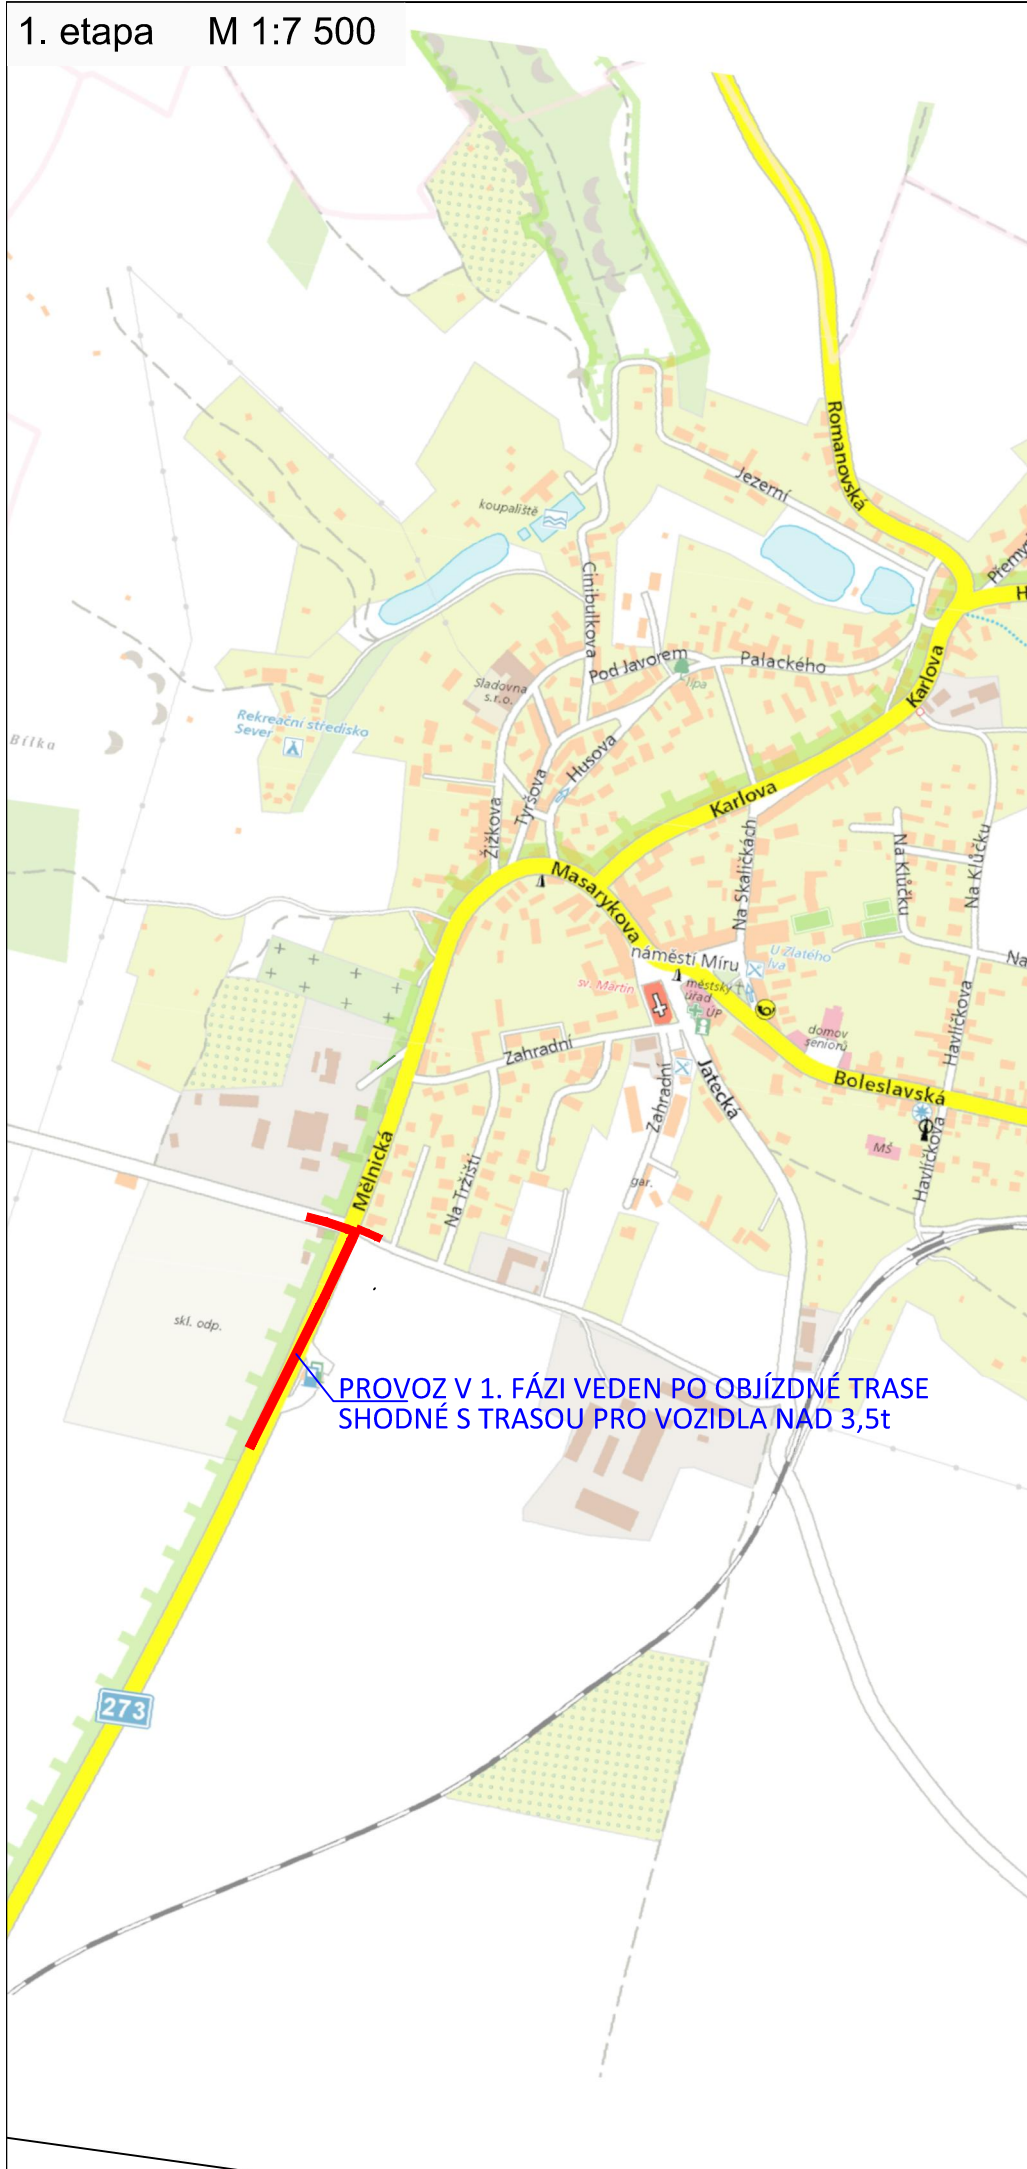 1. etapa M 1:7 500
Romanovská
Jezerní
koupaliště
Přemy
H
Cinibulkova
Pod Javorem
Palackého
Klípa
Karlova
Sladovna
s.r.o.
Rekreační středisko
Sever
Bílka
Husova
Tyršova
Žižkova
Karlova
Na Skaličkách
Na Klůčku
Na Klůčku
Masarykova
náměstí Míru
U Zlatého
lva
Na
sv. Martin
městský
úřad
ÚP
domov
seniorů
Havlíčkova
Zahradní
Zahradní
Jatecká
Boleslavská
MŠ
Havlíčkova
Mělnická
Na Tržišti
gar.
skl. odp.
PROVOZ V 1. FÁZI VEDEN PO OBJÍZDNÉ TRASE
SHODNÉ S TRASOU PRO VOZIDLA NAD 3,5t
273